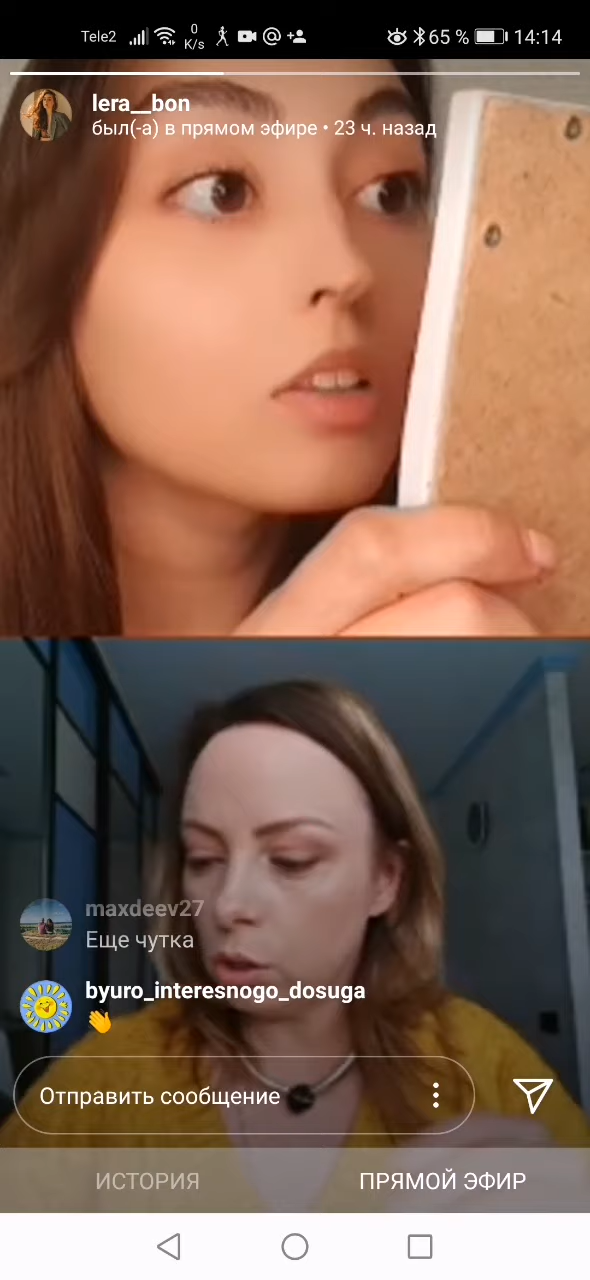 Tele2
0
K/s
65 %
14:14
lera__bon
был(-а) в прямом эфире • 23 ч. назад
maxdeev27
Еще чутка
byuro_interesnogo_dosuga
👋
Отправить сообщение
ИСТОРИЯ
ПРЯМОЙ ЭФИР